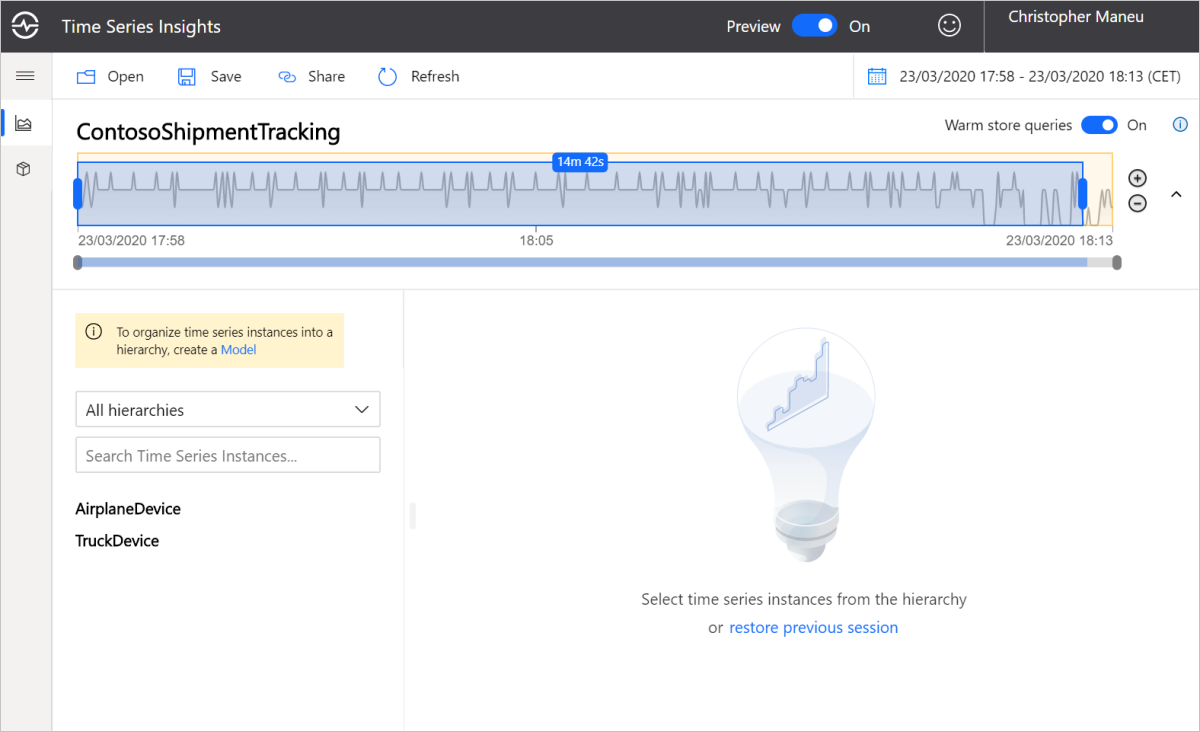 Time Series Insights
Preview On
Christopher Maneu
Open Save Share Refresh
23/03/2020 17:58 - 23/03/2020 18:13 (CET)
ContosoShipmentTracking
Warm store queries On
14m 42s
23/03/2020 17:58 18:05 23/03/2020 18:13
To organize time series instances into a
hierarchy, create a Model
All hierarchies
Search Time Series Instances...
AirplaneDevice
TruckDevice
Select time series instances from the hierarchy
or restore previous session